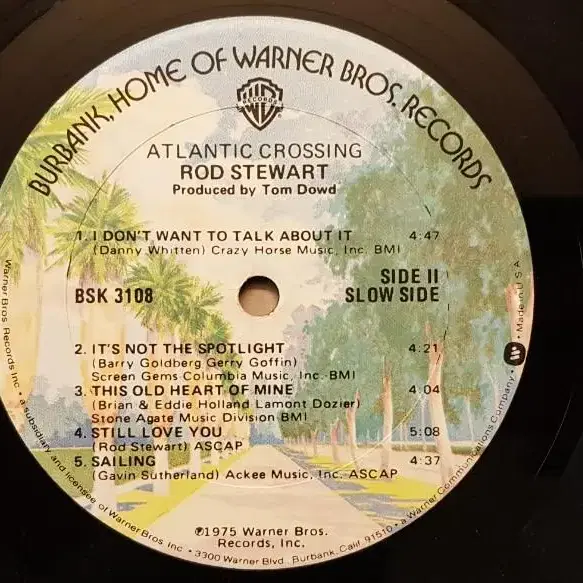 BURBANK, HOME OF WARNER BROS. RECORDS
RECORDS
ATLANTIC CROSSING
ROD STEWART
Produced by Tom Dowd
1. I DON'T WANT TO TALK ABOUT IT 4:47
(Danny Whitten) Crazy Horse Music, Inc. BMI
BSK 3108
SIDE II
SLOW SIDE
2. IT'S NOT THE SPOTLIGHT 4:21
(Barry Goldberg Gerry Goffin)
Screen Gems-Columbia Music, Inc. BMI
3. THIS OLD HEART OF MINE 4:04
(Brian & Eddie Holland Lamont Dozier)
Stone Agate Music Division BMI
4. STILL LOVE YOU 5:08
(Rod Stewart) ASCAP
5. SAILING 4:37
(Gavin Sutherland) Ackee Music, Inc. ASCAP
℗1975 Warner Bros.
Records, Inc.
Warner Bros. Records Inc. • a subsidiary and licensee of Warner Bros. Inc. • 3300 Warner Blvd., Burbank, Calif. 91510 • a Warner Communications Company • Made in U.S.A.